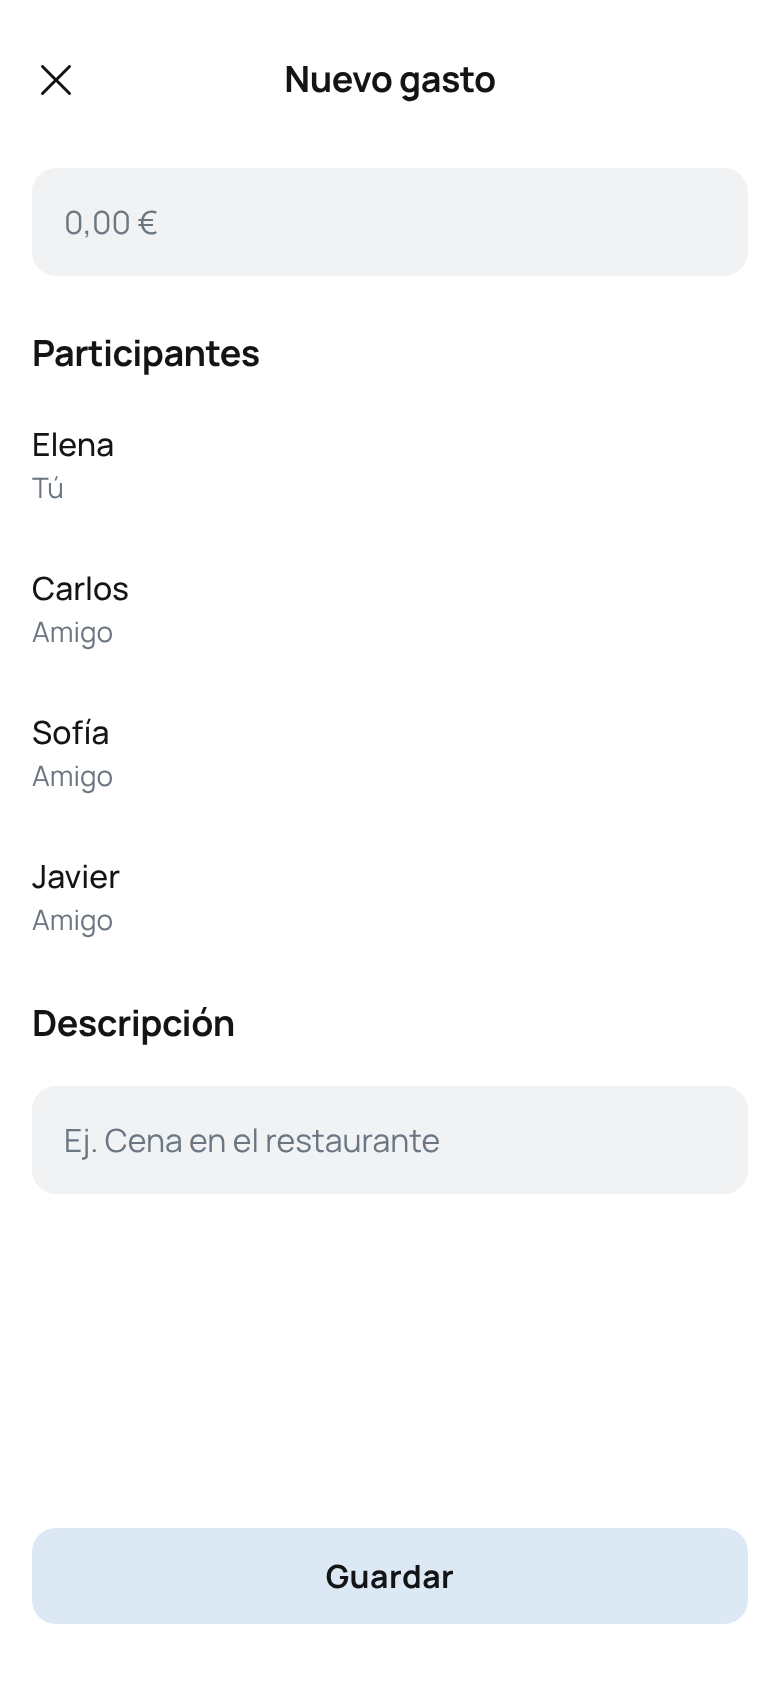 Nuevo gasto
0,00 €
Participantes
Elena
Tú
Carlos
Amigo
Sofía
Amigo
Javier
Amigo
Descripción
Ej. Cena en el restaurante
Guardar